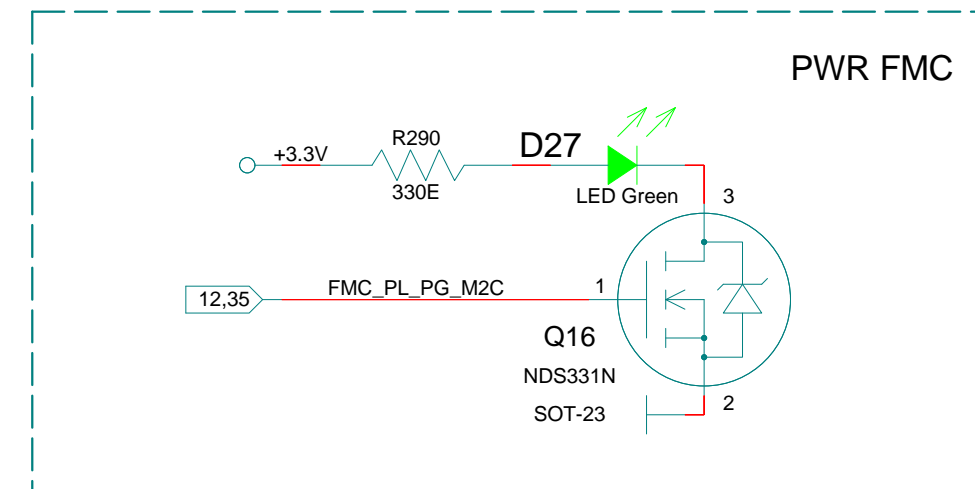 PWR FMC
+3.3V
R290
330E
D27
LED Green
3
12,35
FMC_PL_PG_M2C
1
Q16
NDS331N
SOT-23
2